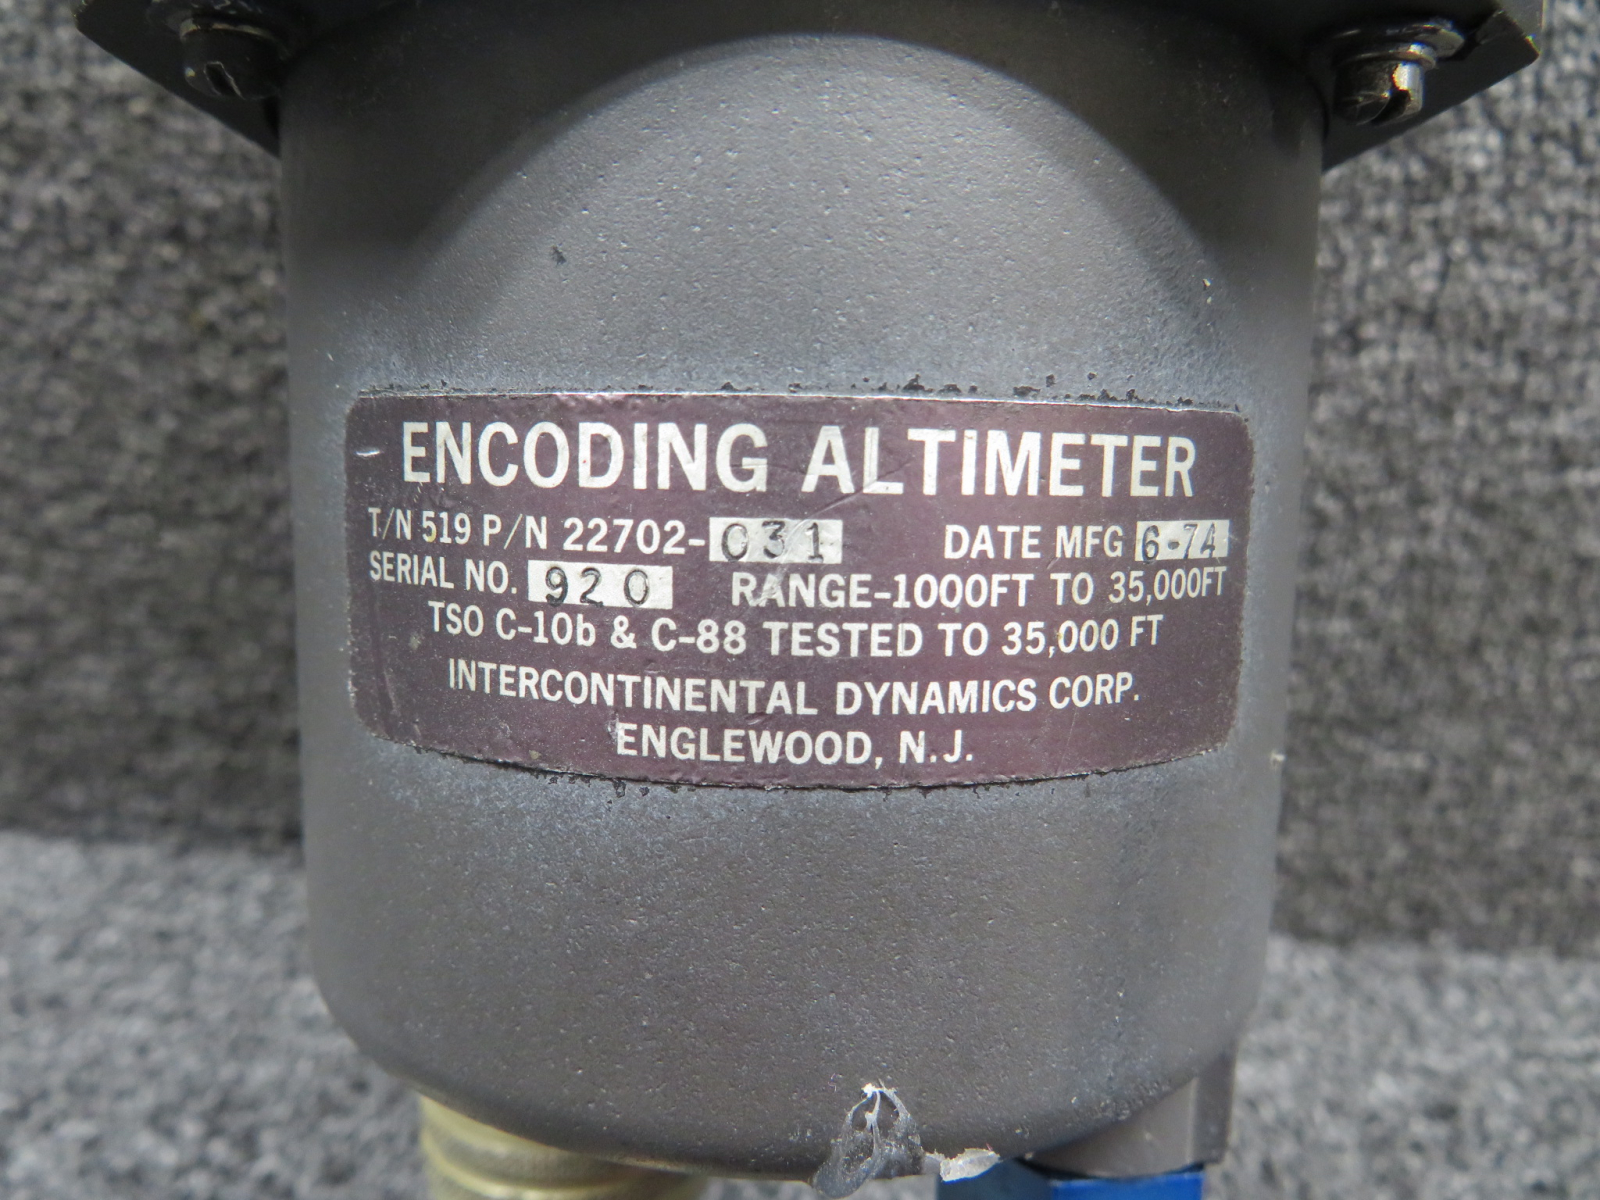 ENCODING ALTIMETER
T/N 519 P/N 22702-031 DATE MFG 6-74
SERIAL NO. 920 RANGE-1000FT TO 35,000FT
TSO C-10b & C-88 TESTED TO 35,000 FT
INTERCONTINENTAL DYNAMICS CORP.
ENGLEWOOD, N.J.